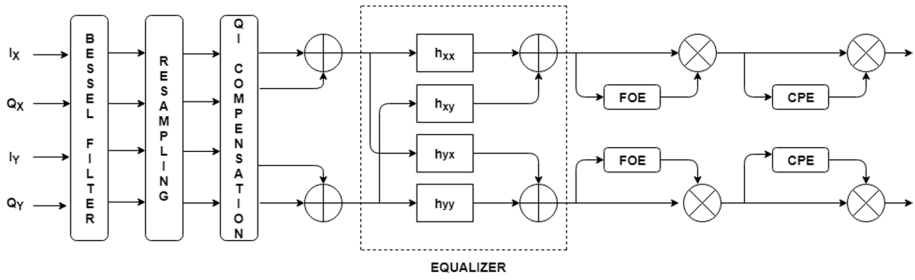 I_X
Q_X
I_Y
Q_Y
BESSEL FILTER
RESAMPLING
QI COMPENSATION
h_xx
h_xy
h_yx
h_yy
FOE
CPE
FOE
CPE
EQUALIZER